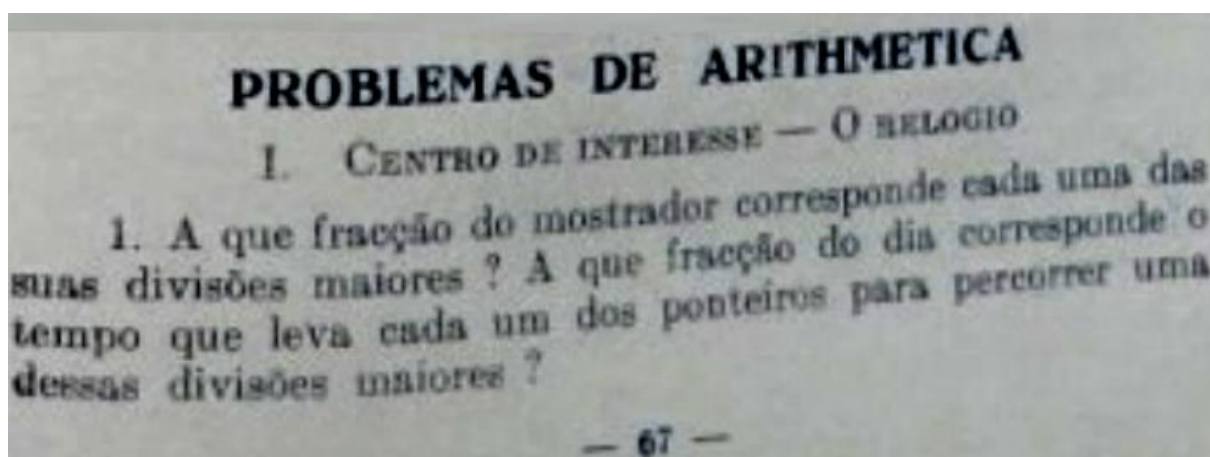 PROBLEMAS DE ARITHMETICA
I. CENTRO DE INTERESSE — O RELOGIO
1. A que fracção do mostrador corresponde cada uma das
suas divisões maiores ? A que fracção do dia corresponde o
tempo que leva cada um dos ponteiros para percorrer uma
dessas divisões maiores ?
— 67 —